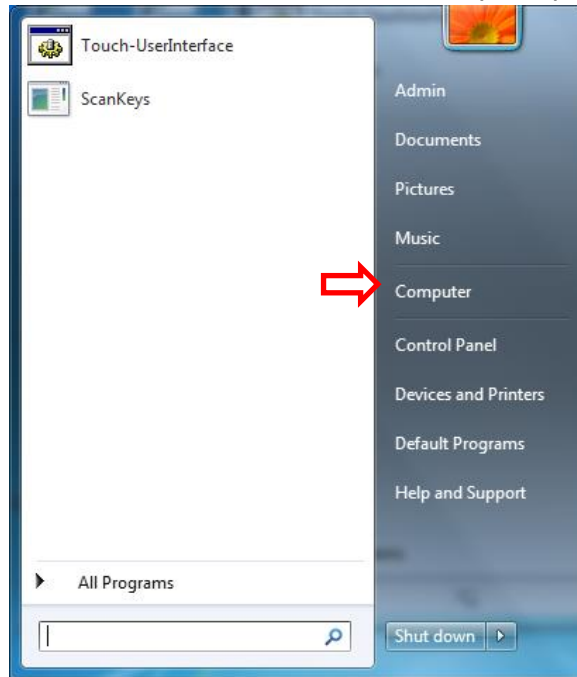 Touch-UserInterface
ScanKeys
All Programs
Admin
Documents
Pictures
Music
Computer
Control Panel
Devices and Printers
Default Programs
Help and Support
Shut down